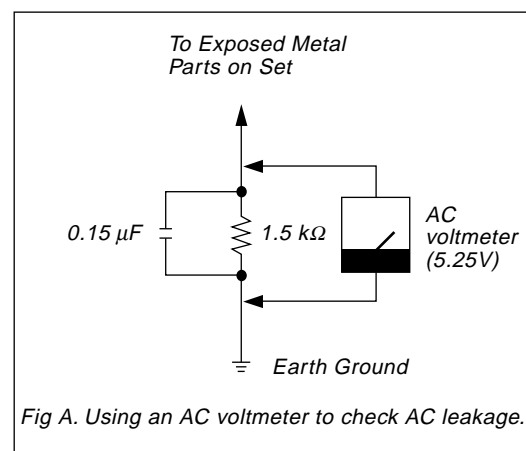 To Exposed Metal
Parts on Set
0.15 μF
1.5 kΩ
AC
voltmeter
(5.25V)
Earth Ground
Fig A. Using an AC voltmeter to check AC leakage.